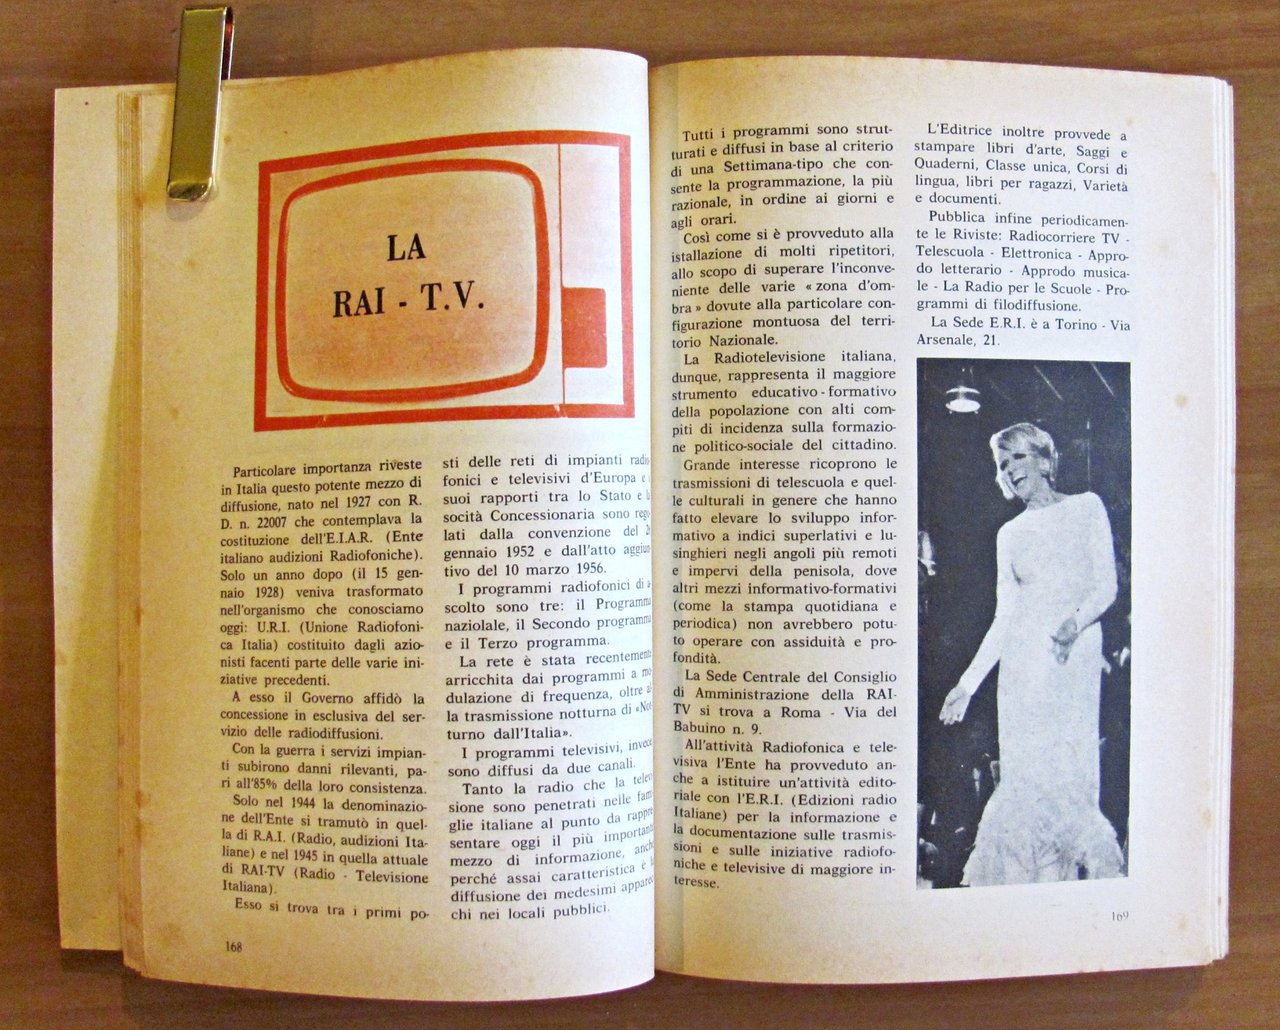 LA
RAI - T.V.
Particolare importanza riveste
in Italia questo potente mezzo di
diffusione, nato nel 1927 con R.
D. n. 22007 che contemplava la
costituzione dell'E.I.A.R. (Ente
italiano audizioni Radiofoniche).
Solo un anno dopo (il 15 gen-
naio 1928) veniva trasformato
nell'organismo che conosciamo
oggi: U.R.I. (Unione Radiofoni-
ca Italia) costituito dagli azio-
nisti facenti parte delle varie ini-
ziative precedenti.
A esso il Governo affidò la
concessione in esclusiva del ser-
vizio delle radiodiffusioni.
Con la guerra i servizi impian-
ti subirono danni rilevanti, pa-
ri all'85% della loro consistenza.
Solo nel 1944 la denominazio-
ne dell'Ente si tramutò in quel-
la di R.A.I. (Radio, audizioni Ita-
liane) e nel 1945 in quella attuale
di RAI-TV (Radio - Televisione
Italiana).
Esso si trova tra i primi po-
sti delle reti di impianti radio-
fonici e televisivi d'Europa e i
suoi rapporti tra lo Stato e la
socità Concessionaria sono rego-
lati dalla convenzione del
gennaio 1952 e dall'atto aggiun-
tivo del 10 marzo 1956.
I programmi radiofonici di a-
scolto sono tre: il Programma
naziolale, il Secondo programma
e il Terzo programma.
La rete è stata recentemente
arricchita dai programmi a mo-
dulazione di frequenza, oltre al-
la trasmissione notturna di «Not-
turno dall'Italia».
I programmi televisivi, invece
sono diffusi da due canali.
Tanto la radio che la televi-
sione sono penetrati nelle fami-
glie italiane al punto da rappre-
sentare oggi il più importante
mezzo di informazione, anche
perché assai caratteristica è la
diffusione dei medesimi apparec-
chi nei locali pubblici.
168
Tutti i programmi sono strut-
turati e diffusi in base al criterio
di una Settimana-tipo che con-
sente la programmazione, la più
razionale, in ordine ai giorni e
agli orari.
Così come si è provveduto alla
istallazione di molti ripetitori,
allo scopo di superare l'inconve-
niente delle varie « zona d'om-
bra » dovute alla particolare con-
figurazione montuosa del terri-
torio Nazionale.
La Radiotelevisione italiana,
dunque, rappresenta il maggiore
strumento educativo-formativo
della popolazione con alti com-
piti di incidenza sulla formazio-
ne politico-sociale del cittadino.
Grande interesse ricoprono le
trasmissioni di telescuola e quel-
le culturali in genere che hanno
fatto elevare lo sviluppo infor-
mativo a indici superlativi e lu-
singhieri negli angoli più remoti
e impervi della penisola, dove
altri mezzi informativo-formativi
(come la stampa quotidiana e
periodica) non avrebbero potu-
to operare con assiduità e pro-
fondità.
La Sede Centrale del Consiglio
di Amministrazione della RAI-
TV si trova a Roma - Via del
Babuino n. 9.
All'attività Radiofonica e tele-
visiva l'Ente ha provveduto an-
che a istituire un'attività edito-
riale con l'E.R.I. (Edizioni radio
Italiane) per la informazione e
la documentazione sulle trasmis-
sioni e sulle iniziative radiofo-
niche e televisive di maggiore in-
teresse.
L'Editrice inoltre provvede a
stampare libri d'arte, Saggi e
Quaderni, Classe unica, Corsi di
lingua, libri per ragazzi, Varietà
e documenti.
Pubblica infine periodicamen-
te le Riviste: Radiocorriere TV -
Telescuola - Elettronica - Appro-
do letterario - Approdo musica-
le - La Radio per le Scuole - Pro-
grammi di filodiffusione.
La Sede E.R.I. è a Torino - Via
Arsenale, 21.
169